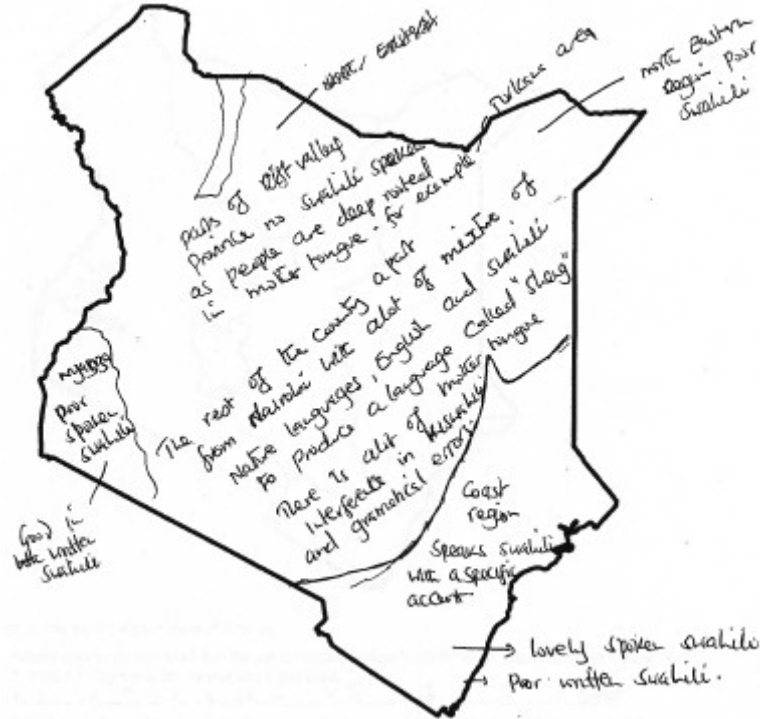 north Eastern
region poor
swahili
parts of Rift valley
province no swahili spoken
as people are deep rooted
in mother tongue - for example Turkana area
The rest of the country apart
from Nairobi with alot of mixture of
Native languages, English and swahili
to produce a language called "sheng"
There is alot of mother tongue
interference in kiswahili
and gramatical errors.
Nyanza
poor
spoken
swahili
Good in
written
swahili
Coast
region
Speaks swahili
with a specific
accent
→ lovely spoken swahili
→ Poor written swahili.